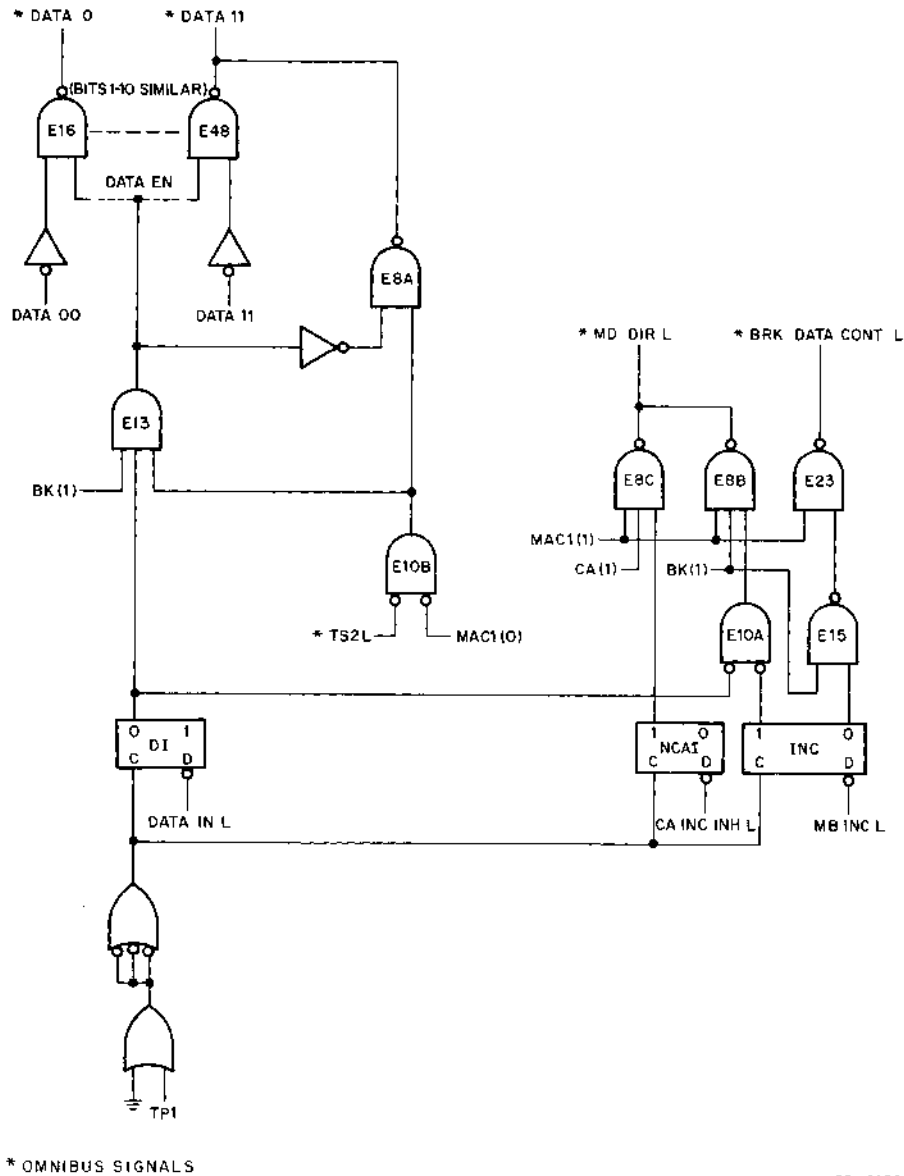 * DATA 0
* DATA 11
(BITS 1-10 SIMILAR)
E16
E48
DATA EN
E8A
DATA 00
DATA 11
* MD DIR L
* BRK DATA CONT L
E13
E8C
E8B
E23
BK(1)
MAC1(1)
CA(1)
BK(1)
E10B
E10A
E15
* TS2 L
MAC1(0)
0 1
DI
C D
1 0
NCAI
C D
1 0
INC
C D
DATA IN L
CA INC INH L
MB INC L
TP1
* OMNIBUS SIGNALS